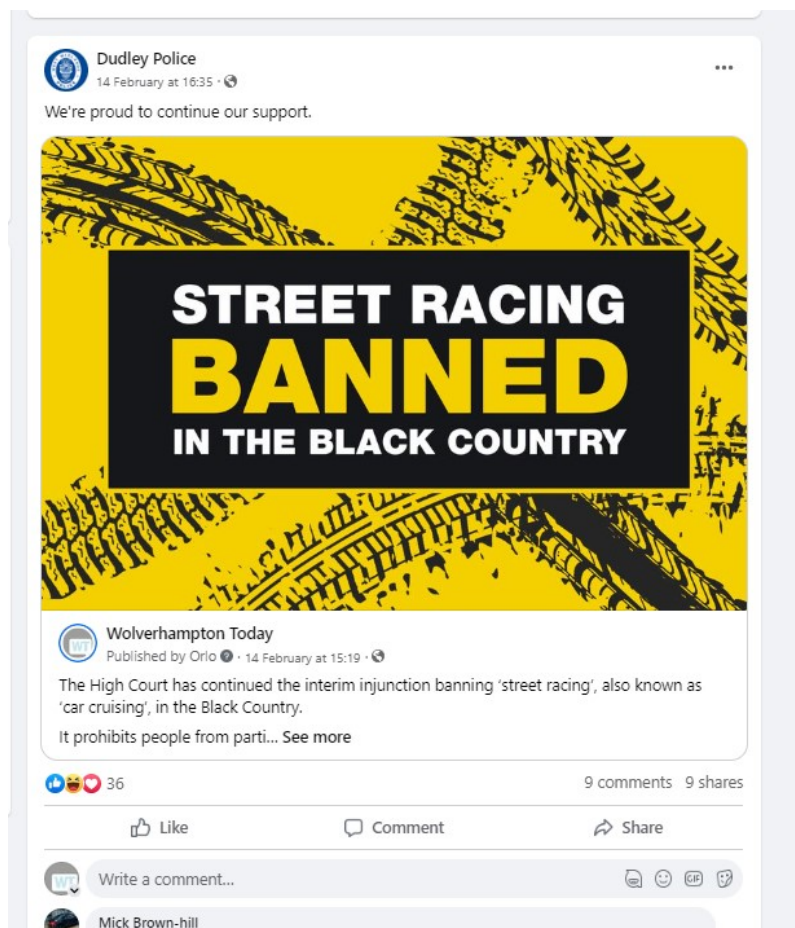 Dudley Police
14 February at 16:35 ·
We're proud to continue our support.
STREET RACING
BANNED
IN THE BLACK COUNTRY
WT
Wolverhampton Today
Published by Orlo ? · 14 February at 15:19 ·
The High Court has continued the interim injunction banning ‘street racing’, also known as
‘car cruising’, in the Black Country.
It prohibits people from parti... See more
36
9 comments 9 shares
Like
Comment
Share
WT
Write a comment...
GIF
Mick Brown-hill